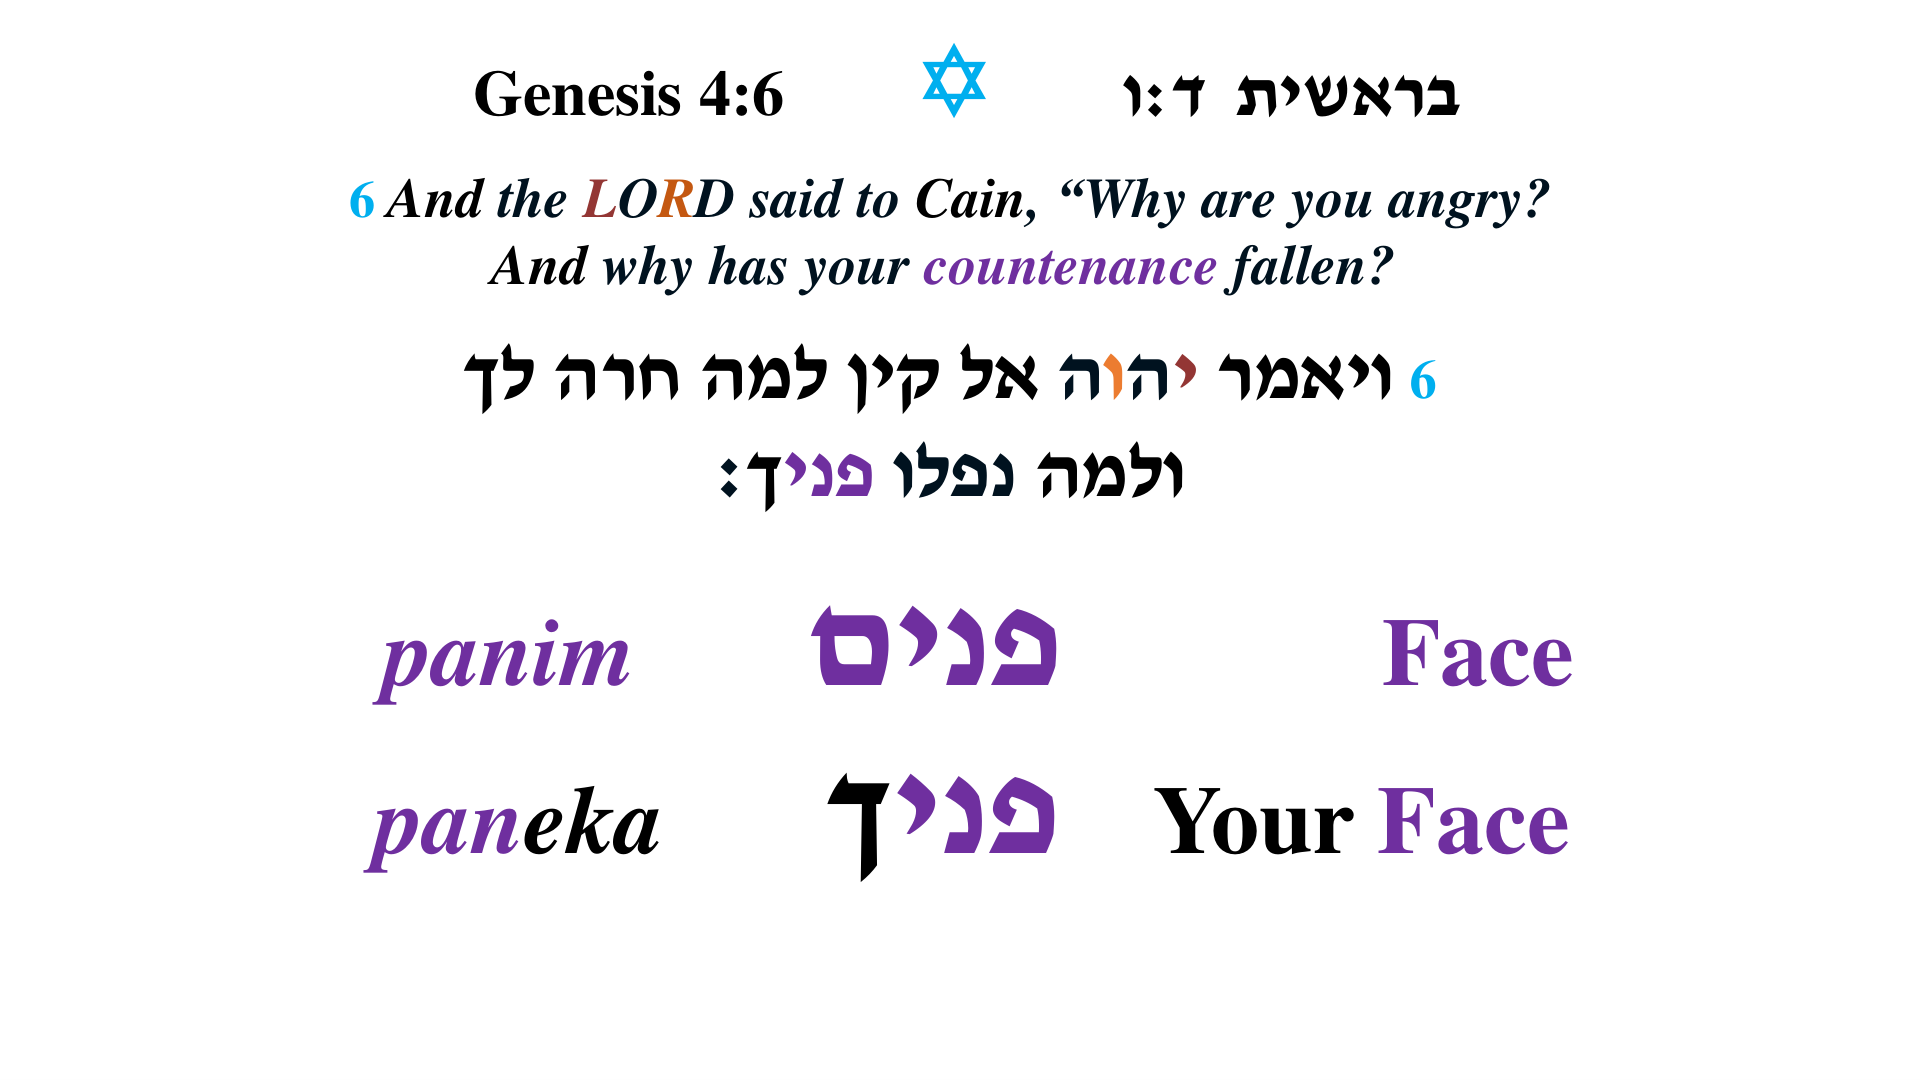 Genesis 4:6 ✡ בראשית ד:ו
6 And the LORD said to Cain, “Why are you angry?
And why has your countenance fallen?
6 ויאמר יהוה אל קין למה חרה לך
ולמה נפלו פניך:
panim פנים Face
paneka פניך Your Face